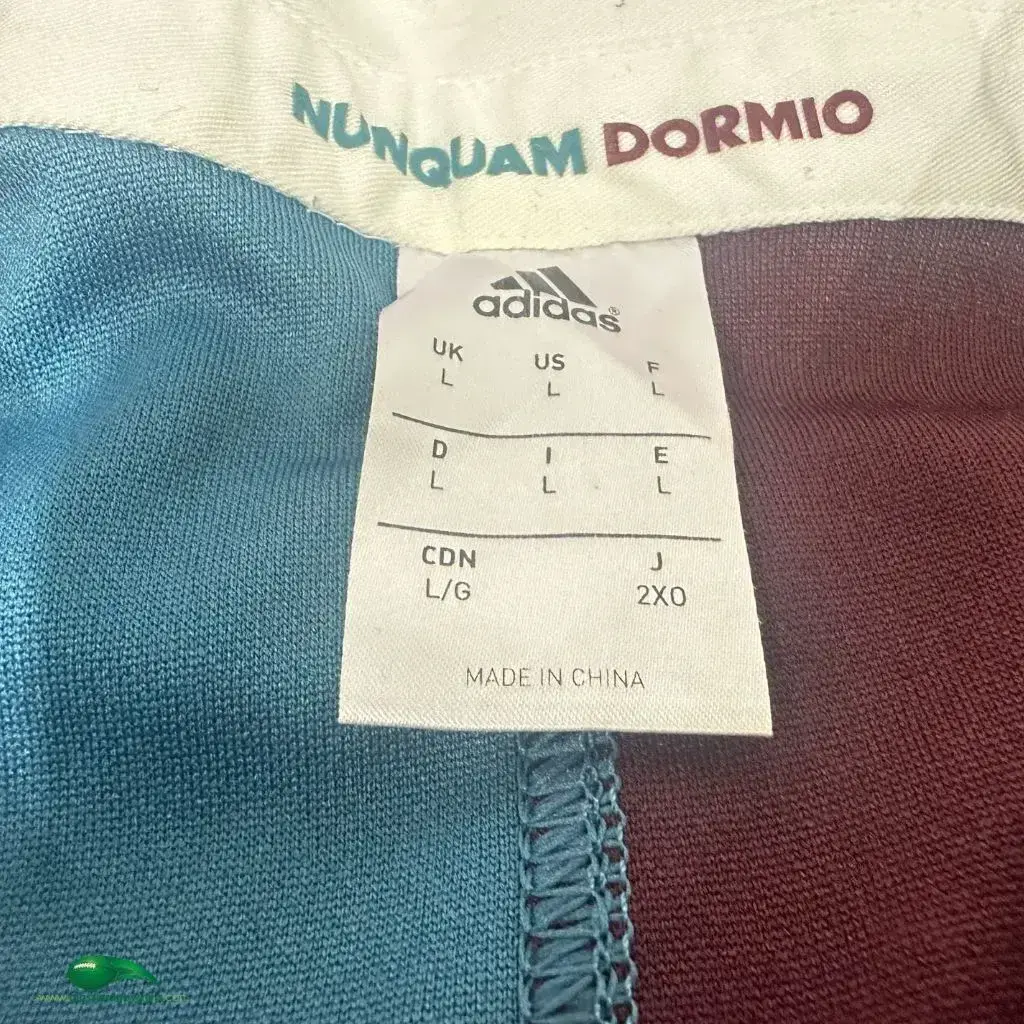 NUNQUAM DORMIO
adidas®
UK US F
L L L
D I E
L L L
CDN J
L/G 2XO
MADE IN CHINA